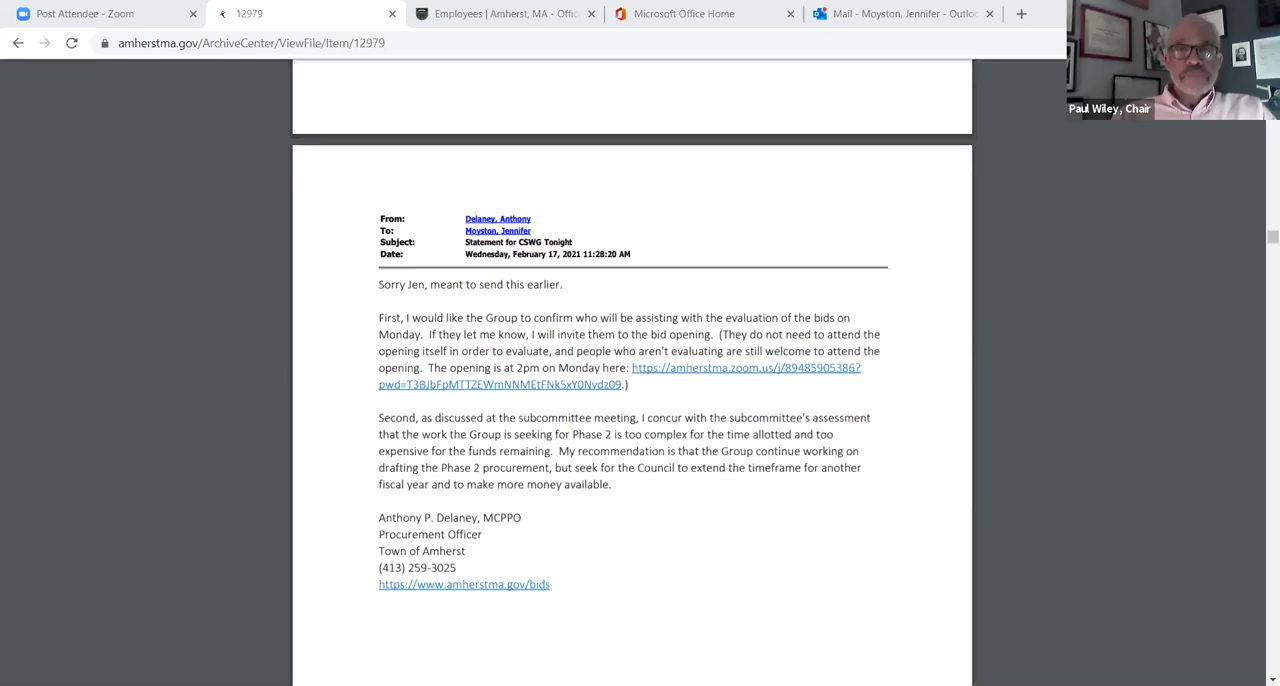 Post Attendee - Zoom
12979
Employees | Amherst, MA - Offic
Microsoft Office Home
Mail - Moyston, Jennifer - Outloo
amherstma.gov/ArchiveCenter/ViewFile/Item/12979
Paul Wiley, Chair
From: Delaney, Anthony
To: Moyston, Jennifer
Subject: Statement for CSWG Tonight
Date: Wednesday, February 17, 2021 11:28:20 AM
Sorry Jen, meant to send this earlier.
First, I would like the Group to confirm who will be assisting with the evaluation of the bids on
Monday.  If they let me know, I will invite them to the bid opening.  (They do not need to attend the
opening itself in order to evaluate, and people who aren't evaluating are still welcome to attend the
opening.  The opening is at 2pm on Monday here: https://amherstma.zoom.us/j/89485905386?
pwd=T3BJbFpMTTZEWmNNMEtFNk5xY0Nvdz09.)
Second, as discussed at the subcommittee meeting, I concur with the subcommittee's assessment
that the work the Group is seeking for Phase 2 is too complex for the time allotted and too
expensive for the funds remaining.  My recommendation is that the Group continue working on
drafting the Phase 2 procurement, but seek for the Council to extend the timeframe for another
fiscal year and to make more money available.
Anthony P. Delaney, MCPPO
Procurement Officer
Town of Amherst
(413) 259-3025
https://www.amherstma.gov/bids